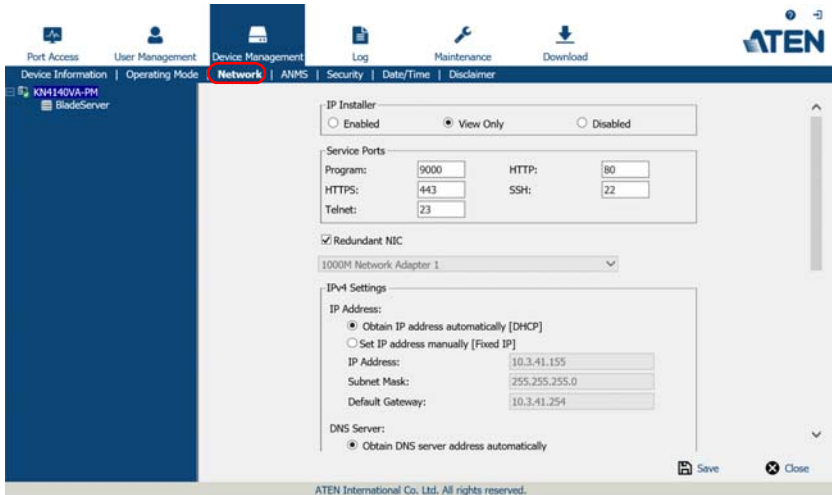 ATEN
Port Access User Management Device Management Log Maintenance Download
Device Information | Operating Mode | Network | ANMS | Security | Date/Time | Disclaimer
KN4140VA-PM
BladeServer
IP Installer
Enabled View Only Disabled
Service Ports
Program: 9000 HTTP: 80
HTTPS: 443 SSH: 22
Telnet: 23
Redundant NIC
1000M Network Adapter 1
IPv4 Settings
IP Address:
Obtain IP address automatically [DHCP]
Set IP address manually [Fixed IP]
IP Address: 10.3.41.155
Subnet Mask: 255.255.255.0
Default Gateway: 10.3.41.254
DNS Server:
Obtain DNS server address automatically
Save Close
ATEN International Co. Ltd. All rights reserved.